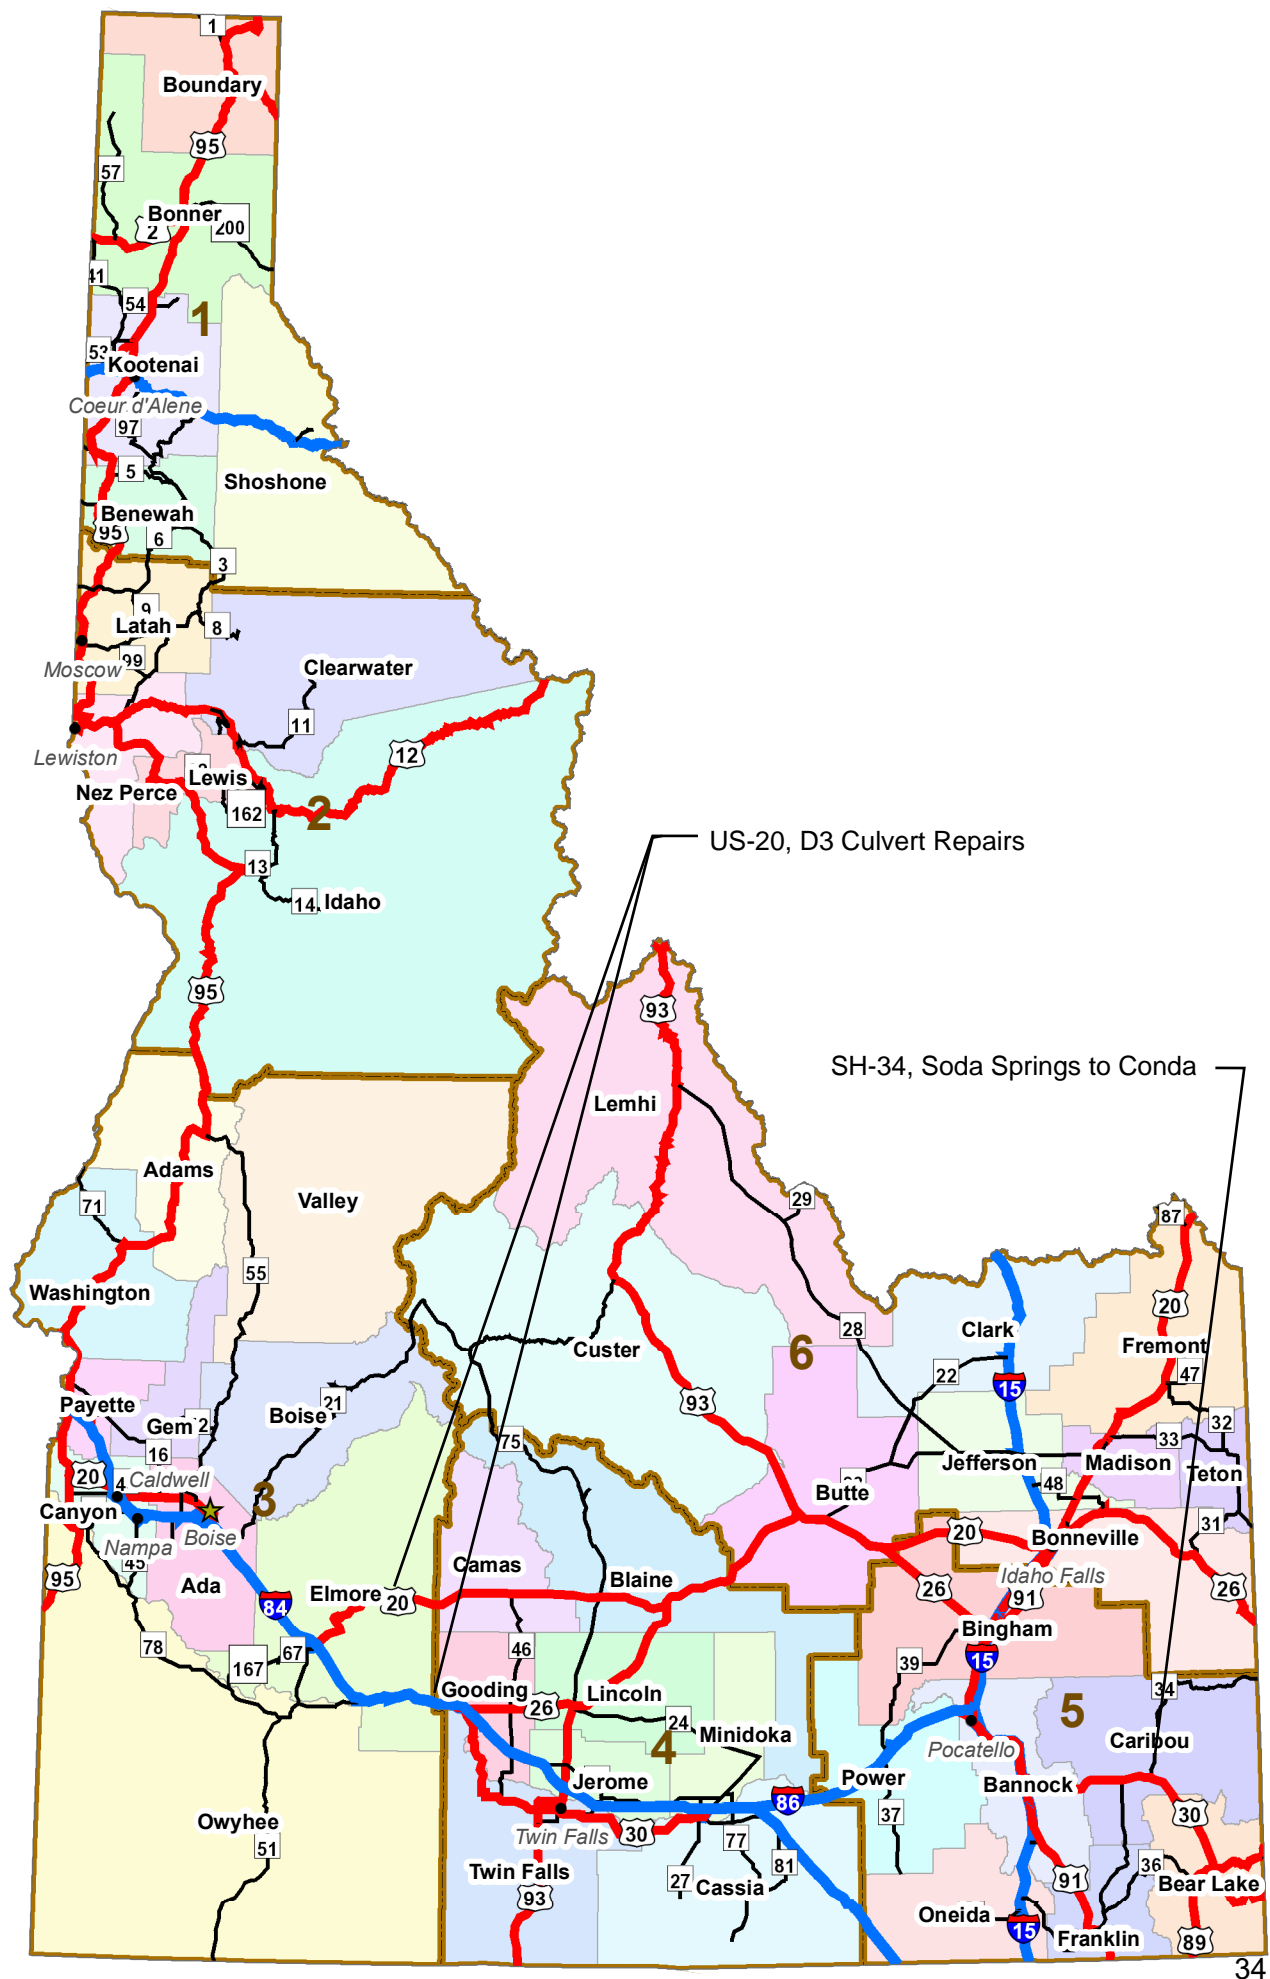 1
Boundary
95
57
Bonner
2
200
41
54
1
53
Kootenai
Coeur d'Alene
97
5
Shoshone
Benewah
95
6
3
9
Latah
8
Moscow
99
Clearwater
11
12
Lewiston
Lewis
Nez Perce
162
2
US-20, D3 Culvert Repairs
13
14
Idaho
95
93
SH-34, Soda Springs to Conda
Lemhi
Adams
Valley
71
29
87
55
Washington
20
28
Clark
Fremont
Custer
6
22
47
15
93
Payette
21
Boise
Gem
32
16
75
33
Jefferson
Madison
Teton
20
Caldwell
4
48
Butte
3
Canyon
31
Boise
Nampa
20
Bonneville
45
Camas
95
Ada
Elmore
20
Blaine
Idaho Falls
26
91
26
84
Bingham
78
67
46
167
39
15
Gooding
Lincoln
34
26
24
5
Minidoka
4
Caribou
Pocatello
Jerome
Power
Bannock
86
30
37
Owyhee
Twin Falls
30
51
77
81
36
Twin Falls
27
Cassia
91
Bear Lake
93
Oneida
15
Franklin
89
34